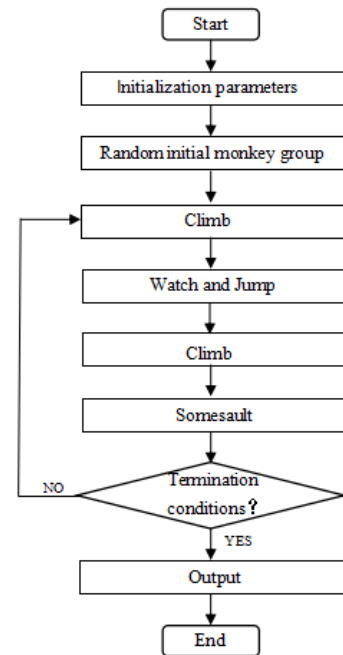 Start
Initialization parameters
Random initial monkey group
Climb
Watch and Jump
Climb
Somesault
Termination
conditions?
NO
YES
Output
End